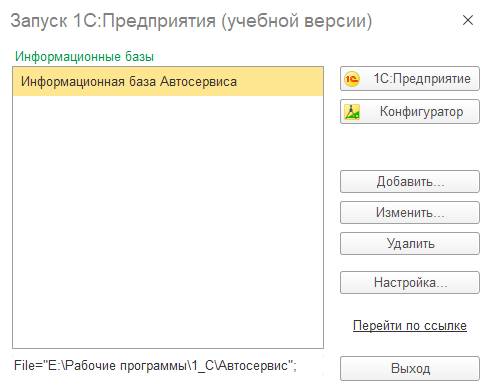 Запуск 1С:Предприятия (учебной версии)
Информационные базы
Информационная база Автосервиса
1С:Предприятие
Конфигуратор
Добавить...
Изменить...
Удалить
Настройка...
Перейти по ссылке
File="E:\Рабочие программы\1_С\Автосервис";
Выход